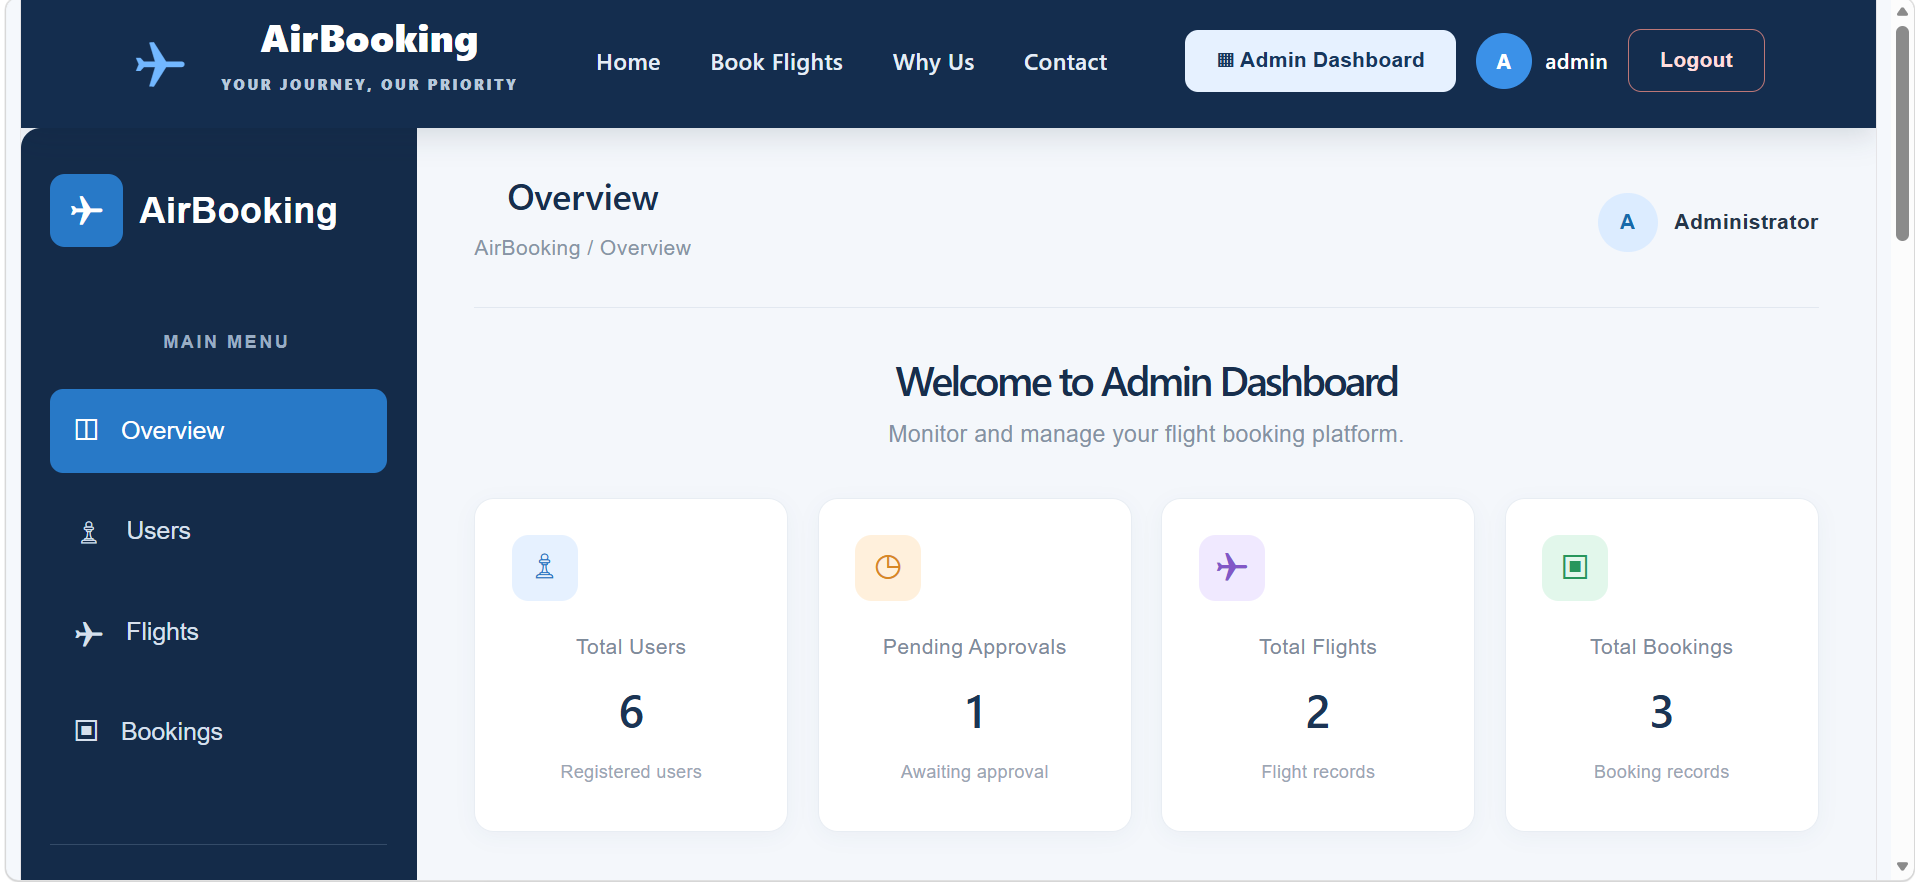 AirBooking
YOUR JOURNEY, OUR PRIORITY
Home
Book Flights
Why Us
Contact
Admin Dashboard
A
admin
Logout
AirBooking
MAIN MENU
Overview
Users
Flights
Bookings
Overview
AirBooking / Overview
A
Administrator
Welcome to Admin Dashboard
Monitor and manage your flight booking platform.
Total Users
6
Registered users
Pending Approvals
1
Awaiting approval
Total Flights
2
Flight records
Total Bookings
3
Booking records